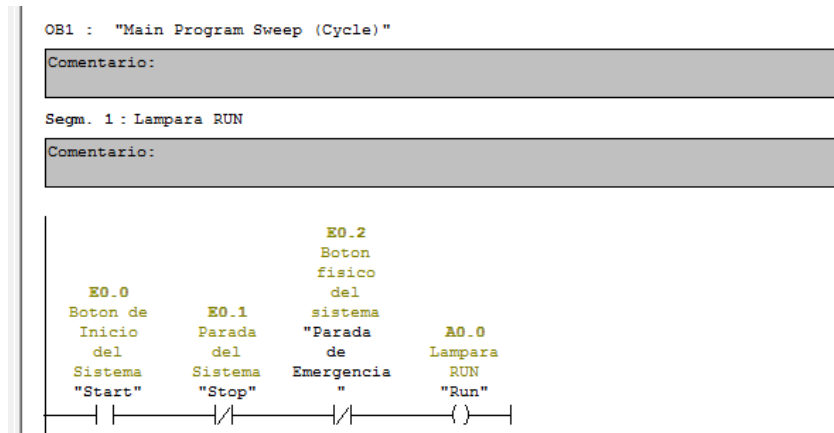 OB1 : "Main Program Sweep (Cycle)"
Comentario:
Segm. 1 : Lampara RUN
Comentario:
E0.0
Boton de
Inicio
del
Sistema
"Start"
E0.1
Parada
del
Sistema
"Stop"
E0.2
Boton
fisico
del
sistema
"Parada
de
Emergencia
"
A0.0
Lampara
RUN
"Run"